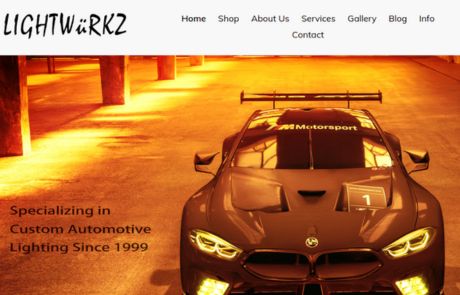 LIGHTWüRKZ
Home Shop About Us Services Gallery Blog Info
Contact
M Motorsport
1
Specializing in
Custom Automotive
Lighting Since 1999